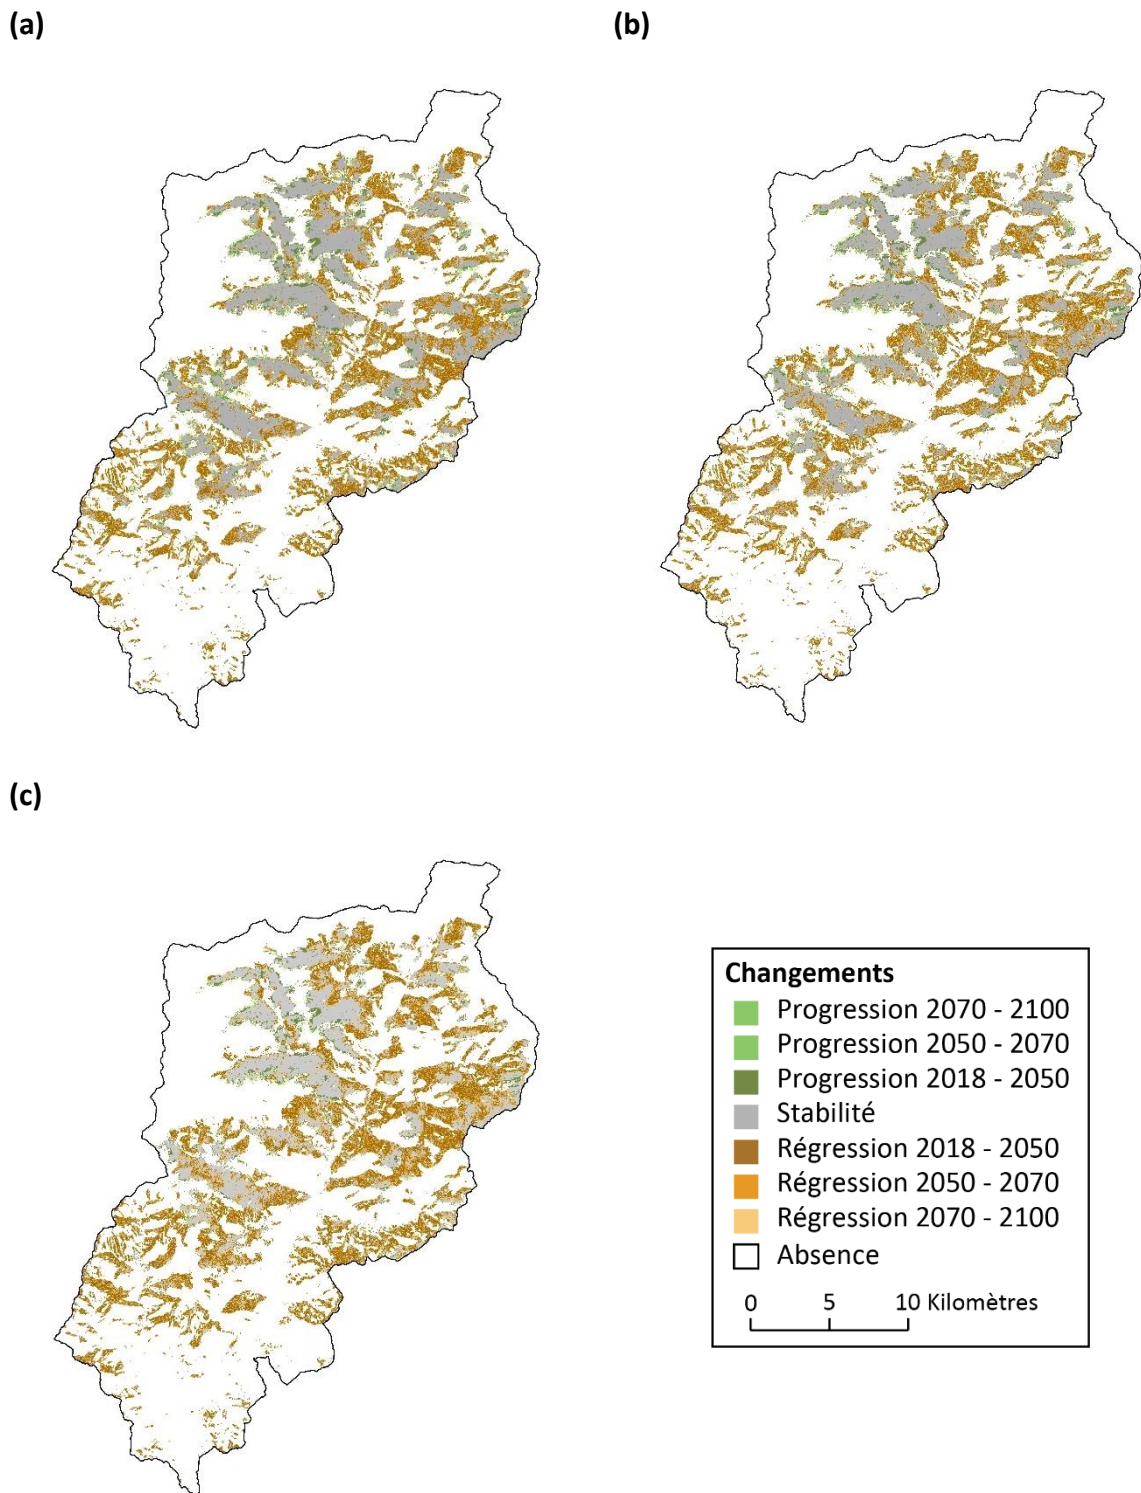 (a)
(b)
(c)
Changements
Progression 2070 - 2100
Progression 2050 - 2070
Progression 2018 - 2050
Stabilité
Régression 2018 - 2050
Régression 2050 - 2070
Régression 2070 - 2100
Absence
0 5 10 Kilomètres